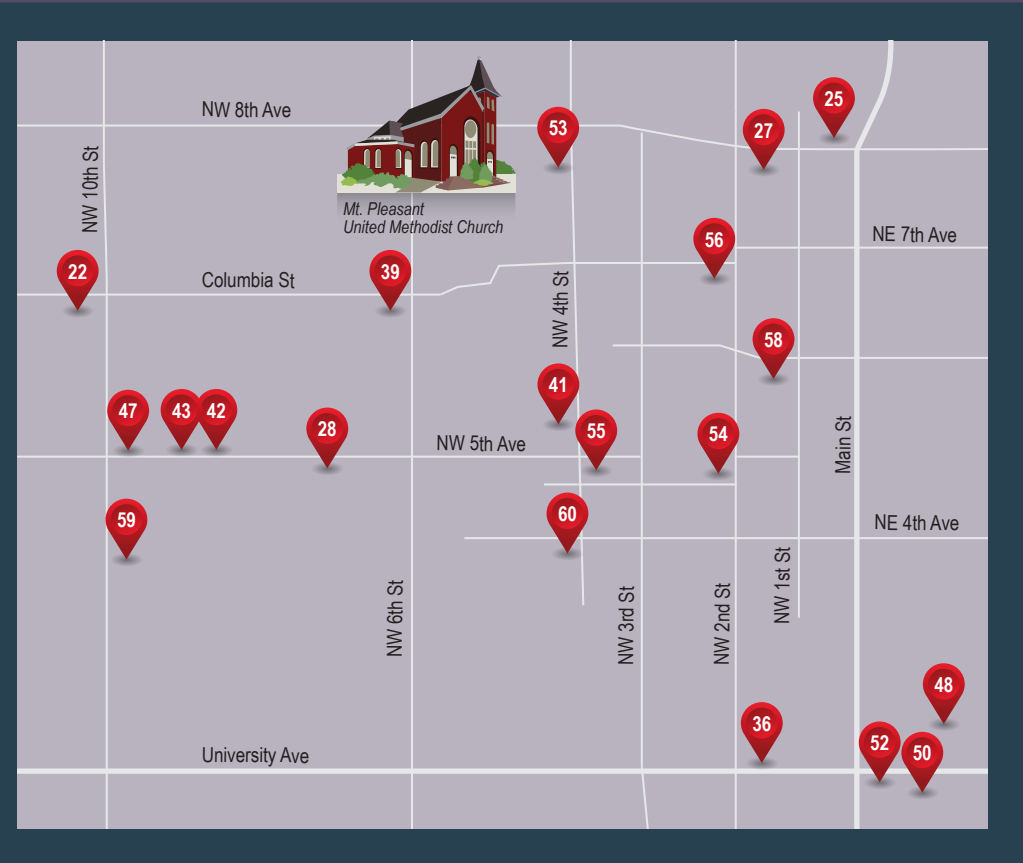 25
NW 8th Ave
53
27
NW 10th St
Mt. Pleasant
United Methodist Church
56
NE 7th Ave
22
39
Columbia St
NW 4th St
58
41
47
43
42
28
55
54
NW 5th Ave
Main St
59
60
NE 4th Ave
NW 6th St
NW 3rd St
NW 2nd St
NW 1st St
48
36
52
50
University Ave